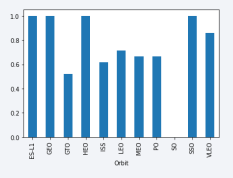 1.0
0.8
0.6
0.4
0.2
0.0
ES-L1
GEO
GTO
HEO
ISS
LEO
MEO
PO
SO
SSO
VLEO
Orbit